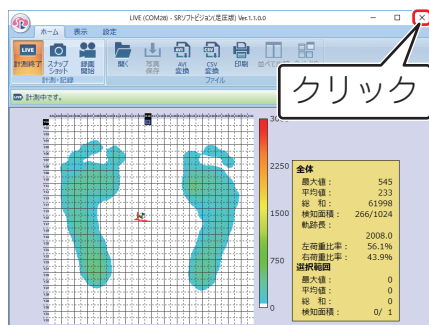 LIVE (COM28) - SRソフトビジョン(足圧版) Ver.1.1.0.0
ホーム 表示 設定
LIVE AVI CSV
計測終了 スナップショット 録画開始 開く 写真保存 AVI変換 CSV変換 印刷
計測・記録 ファイル
クリック
LIVE 計測中です。
2250
1500
750
0
全体
最大値： 545
平均値： 233
総　和： 61998
検知面積： 266/1024
軌跡長：
2008.0
左荷重比率： 56.1%
右荷重比率： 43.9%
選択範囲
最大値： 0
平均値： 0
総　和： 0
検知面積： 0/ 1